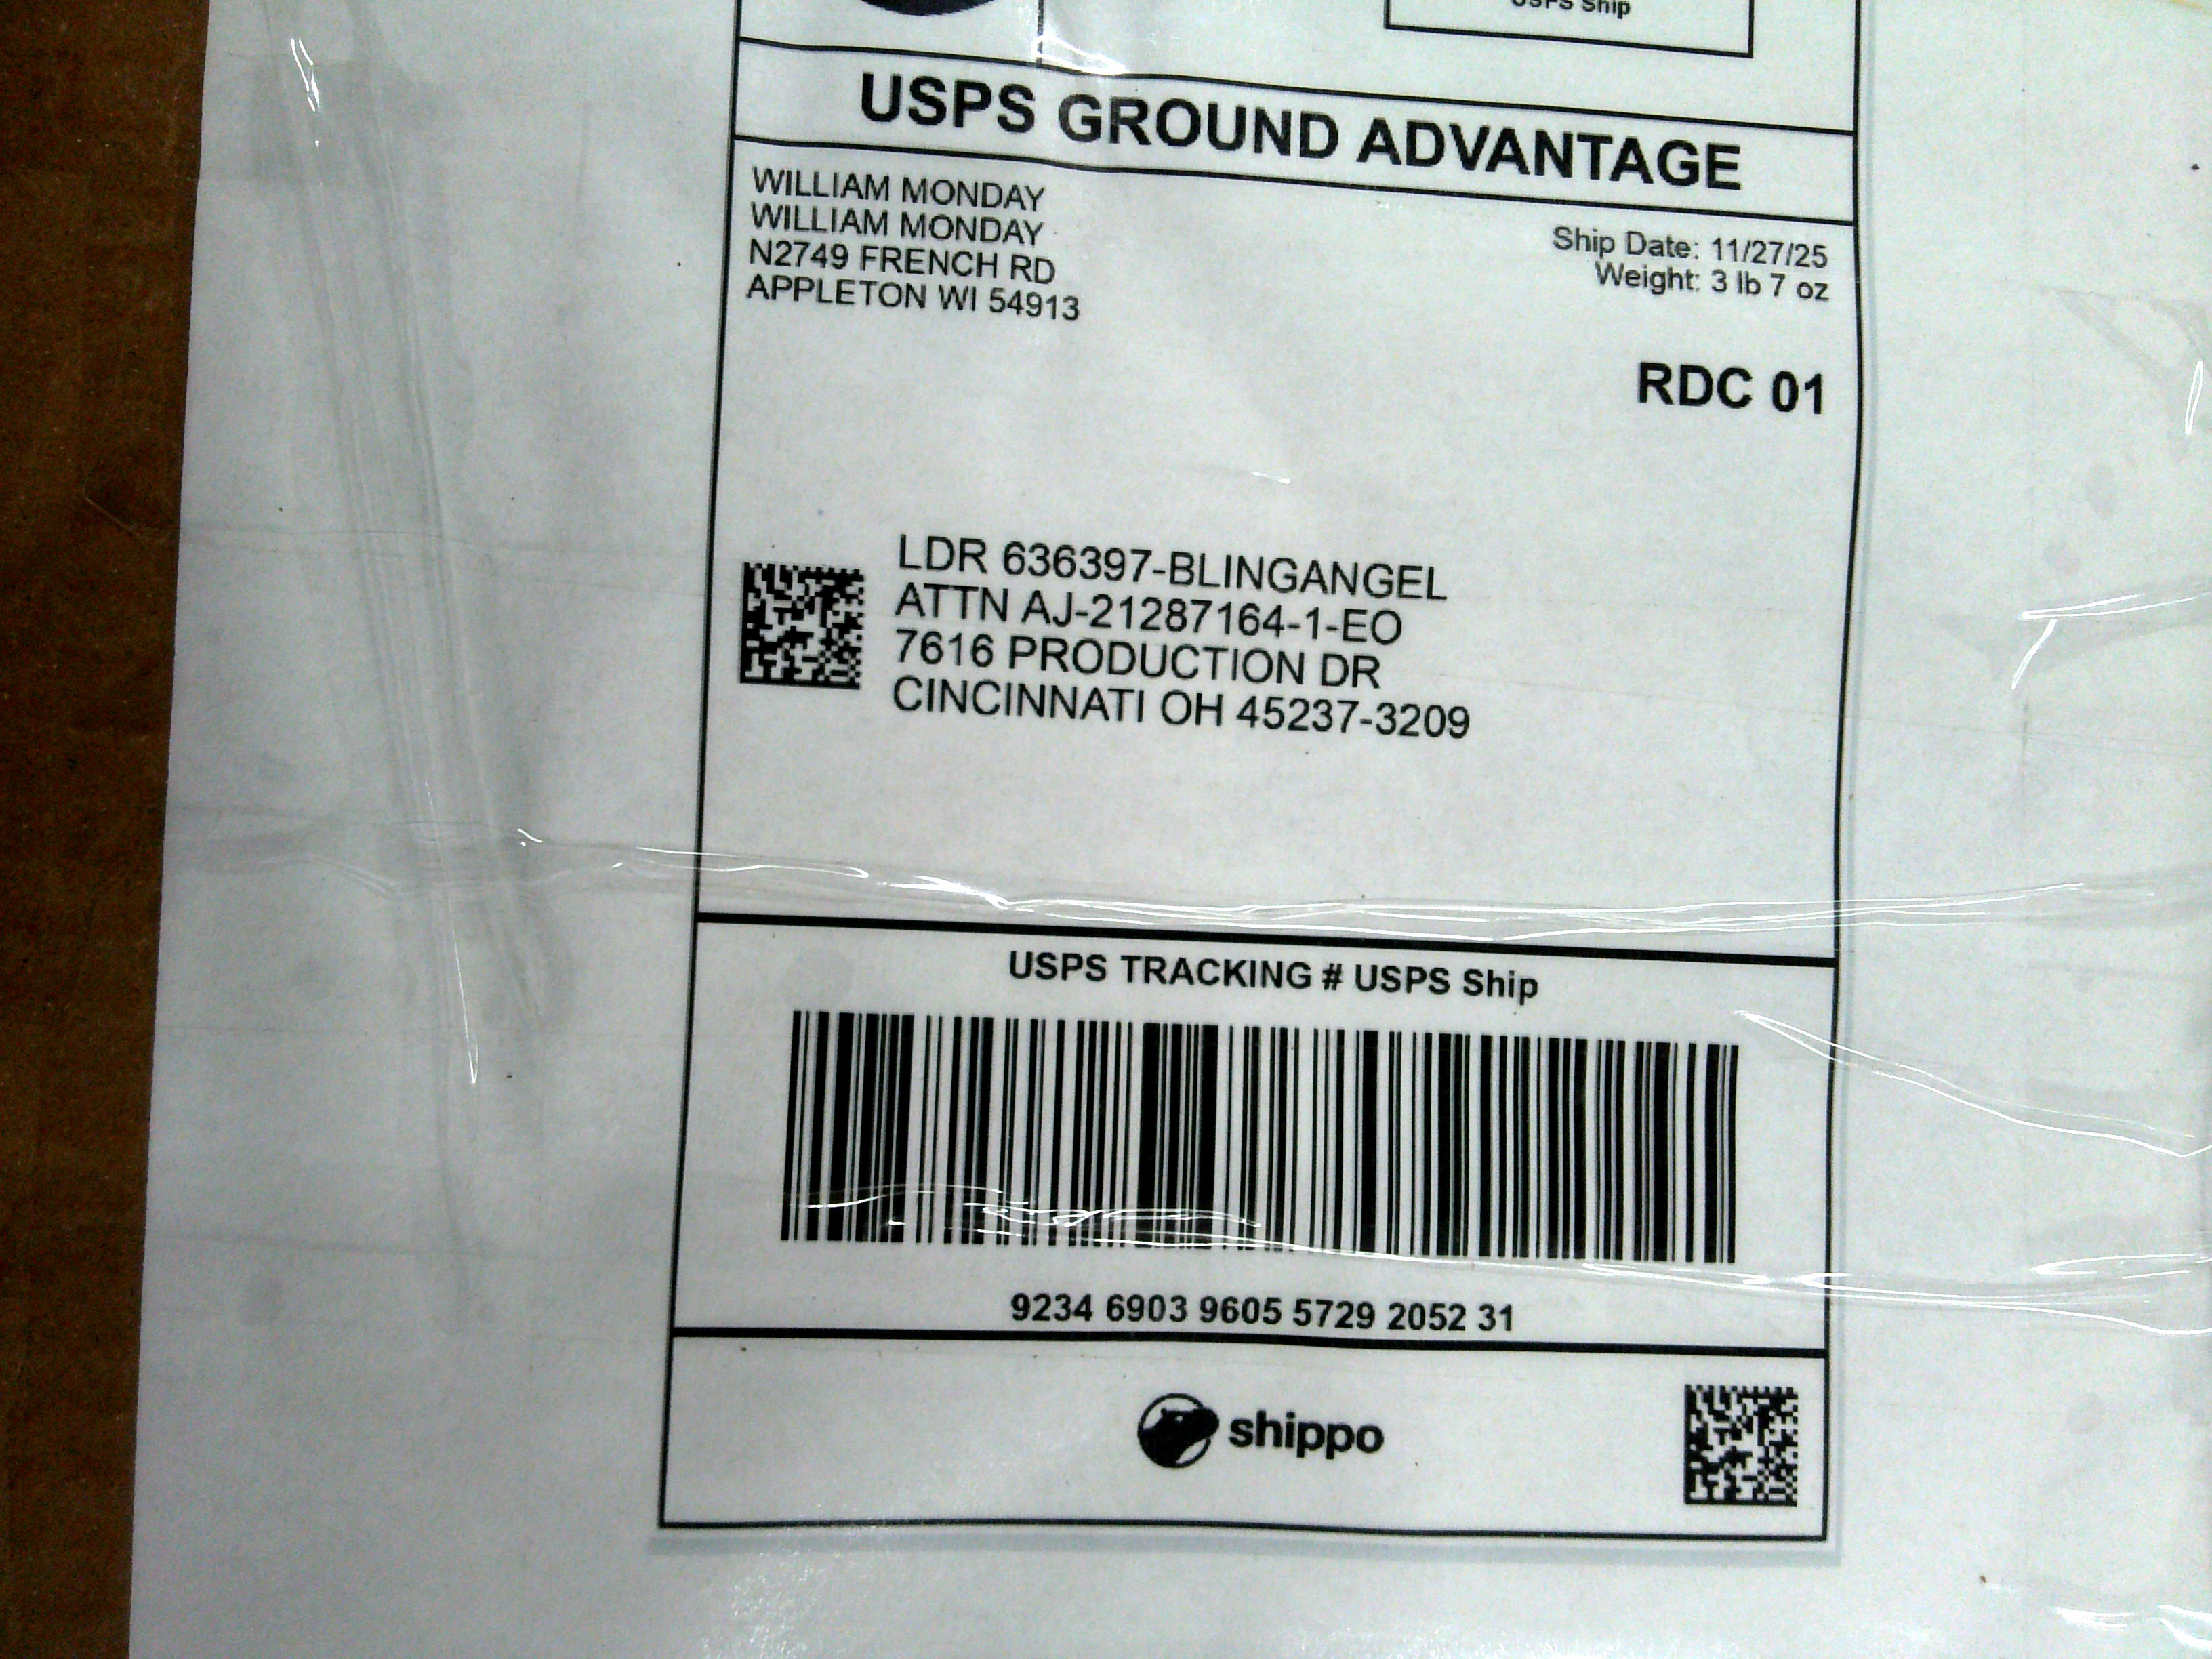 USPS Ship
USPS GROUND ADVANTAGE
WILLIAM MONDAY
WILLIAM MONDAY
N2749 FRENCH RD
APPLETON WI 54913
Ship Date: 11/27/25
Weight: 3 lb 7 oz
RDC 01
LDR 636397-BLINGANGEL
ATTN AJ-21287164-1-EO
7616 PRODUCTION DR
CINCINNATI OH 45237-3209
USPS TRACKING # USPS Ship
9234 6903 9605 5729 2052 31
shippo